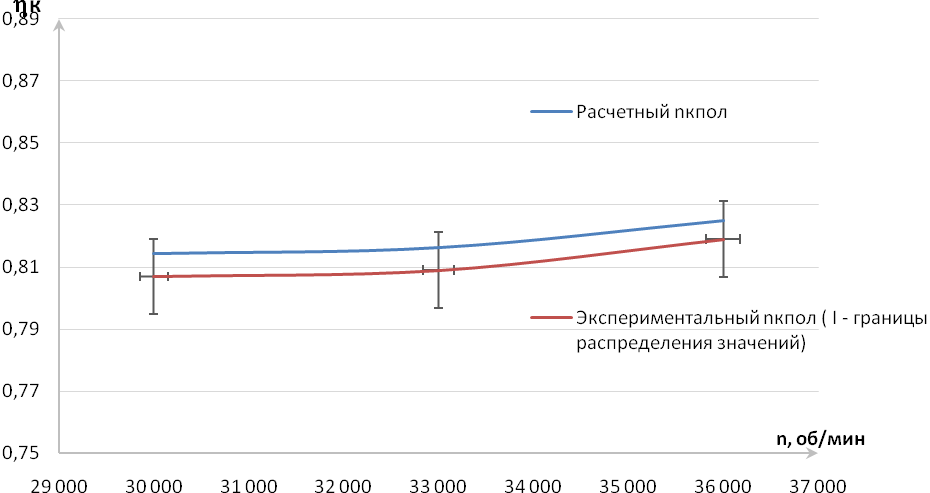 ηк
0,89
0,87
0,85
0,83
0,81
0,79
0,77
0,75
Расчетный пкпол
Экспериментальный пкпол ( I - границы
распределения значений)
n, об/мин
29 000 30 000 31 000 32 000 33 000 34 000 35 000 36 000 37 000